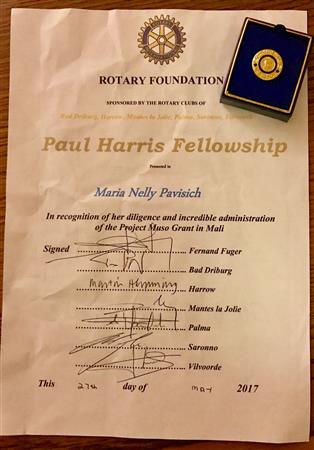 ROTARY FOUNDATION
SPONSORED BY THE ROTARY CLUBS OF
Bad Driburg, Harrow, Mantes la Jolie, Palma, Saronno, Vilvoorde
Paul Harris Fellowship
Presented to
Maria Nelly Pavisich
In recognition of her diligence and incredible administration
of the Project Muso Grant in Mali
Signed ........ Fernand Fuger
Bad Driburg
Martin Harrow
Mantes la Jolie
Palma
Saronno
Vilvoorde
This 27th day of May 2017